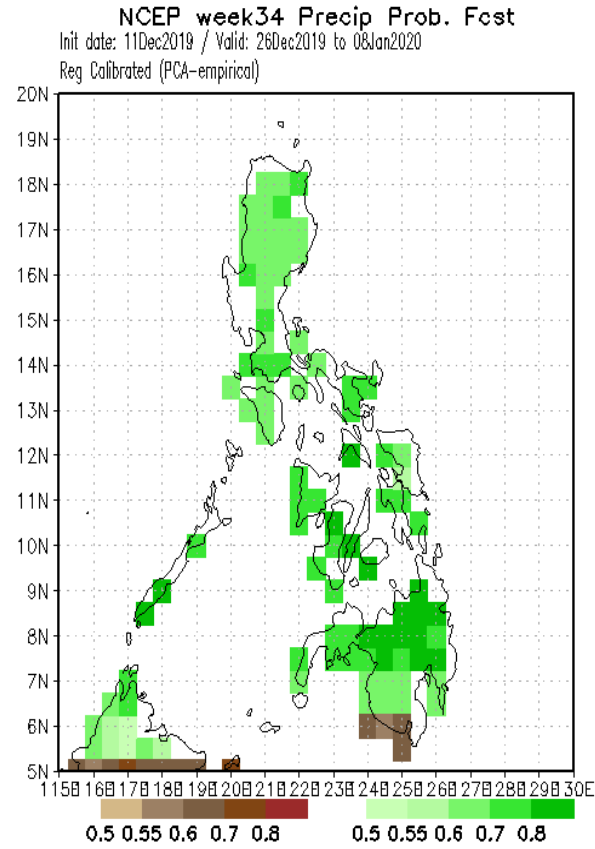 NCEP week34 Precip Prob. Fcst
Init date: 11Dec2019 / Valid: 26Dec2019 to 08Jan2020
Reg Calibrated (PCA-empirical)
20N
19N
18N
17N
16N
15N
14N
13N
12N
11N
10N
9N
8N
7N
6N
5N
115E 116E 117E 118E 119E 120E 121E 122E 123E 124E 125E 126E 127E 128E 129E 130E
0.5 0.55 0.6 0.7 0.8 0.5 0.55 0.6 0.7 0.8